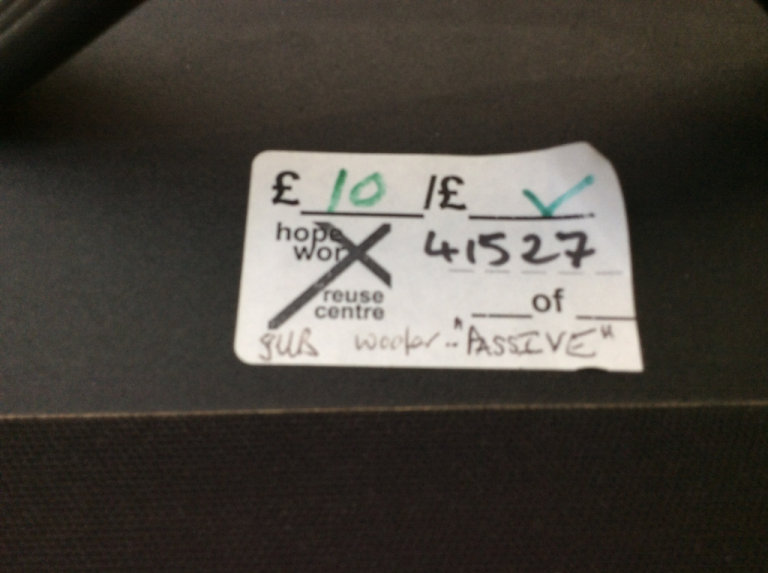 £ 10 /£ ✓
hope
wor
41527
reuse
centre
of
SUB woofer.. "PASSIVE"